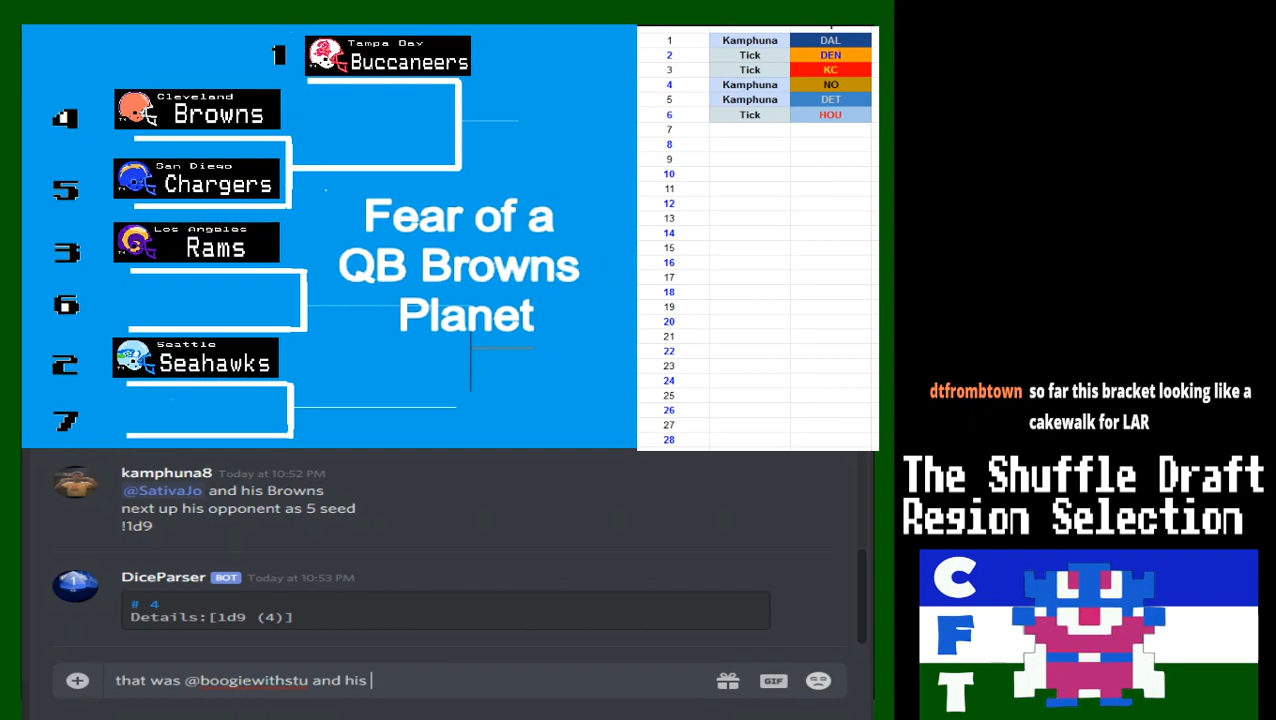 1
Tampa Bay
Buccaneers
4
Cleveland
Browns
5
San Diego
Chargers
3
Los Angeles
Rams
6
2
Seattle
Seahawks
7
Fear of a
QB Browns
Planet
1 Kamphuna DAL
2 Tick DEN
3 Tick KC
4 Kamphuna NO
5 Kamphuna DET
6 Tick HOU
7
8
9
10
11
12
13
14
15
16
17
18
19
20
21
22
23
24
25
26
27
28
kamphuna8 Today at 10:52 PM
@SativaJo and his Browns
next up his opponent as 5 seed
!1d9
DiceParser BOT Today at 10:53 PM
# 4
Details:[1d9 (4)]
that was @boogiewithstu and his
GIF
dtfrombtown so far this bracket looking like a
cakewalk for LAR
The Shuffle Draft
Region Selection
C
F
T